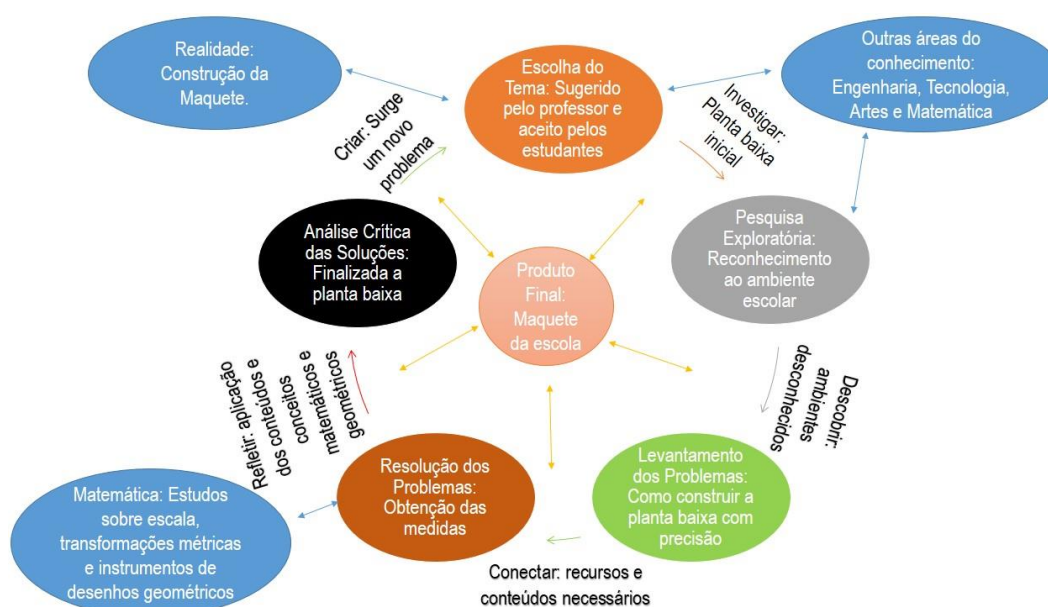 Realidade:
Construção da
Maquete.
Escolha do
Tema: Sugerido
pelo professor e
aceito pelos
estudantes
Outras áreas do
conhecimento:
Engenharia, Tecnologia,
Artes e Matemática
Criar: Surge
um novo
problema
Investigar:
Planta baixa
inicial
Análise Crítica
das Soluções:
Finalizada a
planta baixa
Produto
Final:
Maquete
da escola
Pesquisa
Exploratória:
Reconhecimento
ao ambiente
escolar
Refletir: aplicação
dos conteúdos e
conceitos
matemáticos e
geométricos
Descobrir:
ambientes
desconhecidos
Matemática: Estudos
sobre escala,
transformações métricas
e instrumentos de
desenhos geométricos
Resolução dos
Problemas:
Obtenção das
medidas
Levantamento
dos Problemas:
Como construir a
planta baixa com
precisão
Conectar: recursos e
conteúdos necessários